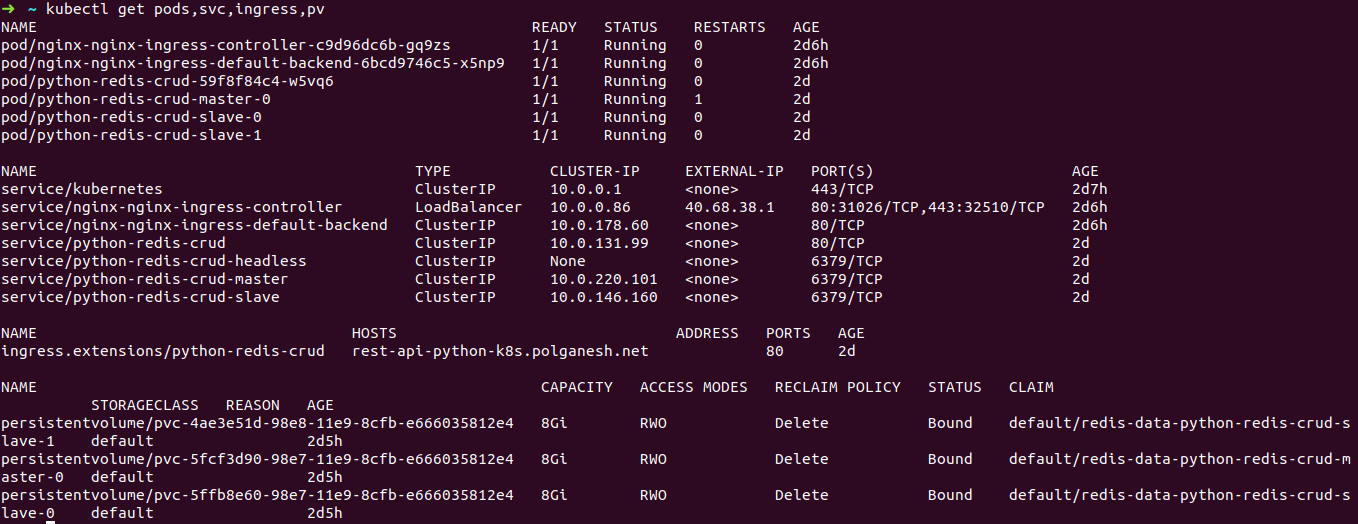 ➜ ~ kubectl get pods,svc,ingress,pv
NAME READY STATUS RESTARTS AGE
pod/nginx-nginx-ingress-controller-c9d96dc6b-gq9zs 1/1 Running 0 2d6h
pod/nginx-nginx-ingress-default-backend-6bcd9746c5-x5np9 1/1 Running 0 2d6h
pod/python-redis-crud-59f8f84c4-w5vq6 1/1 Running 0 2d
pod/python-redis-crud-master-0 1/1 Running 1 2d
pod/python-redis-crud-slave-0 1/1 Running 0 2d
pod/python-redis-crud-slave-1 1/1 Running 0 2d
NAME TYPE CLUSTER-IP EXTERNAL-IP PORT(S) AGE
service/kubernetes ClusterIP 10.0.0.1 <none> 443/TCP 2d7h
service/nginx-nginx-ingress-controller LoadBalancer 10.0.0.86 40.68.38.1 80:31026/TCP,443:32510/TCP 2d6h
service/nginx-nginx-ingress-default-backend ClusterIP 10.0.178.60 <none> 80/TCP 2d6h
service/python-redis-crud ClusterIP 10.0.131.99 <none> 80/TCP 2d
service/python-redis-crud-headless ClusterIP None <none> 6379/TCP 2d
service/python-redis-crud-master ClusterIP 10.0.220.101 <none> 6379/TCP 2d
service/python-redis-crud-slave ClusterIP 10.0.146.160 <none> 6379/TCP 2d
NAME HOSTS ADDRESS PORTS AGE
ingress.extensions/python-redis-crud rest-api-python-k8s.polganesh.net 80 2d
NAME CAPACITY ACCESS MODES RECLAIM POLICY STATUS CLAIM
STORAGECLASS REASON AGE
persistentvolume/pvc-4ae3e51d-98e8-11e9-8cfb-e666035812e4 8Gi RWO Delete Bound default/redis-data-python-redis-crud-s
lave-1 default 2d5h
persistentvolume/pvc-5fcf3d90-98e7-11e9-8cfb-e666035812e4 8Gi RWO Delete Bound default/redis-data-python-redis-crud-m
aster-0 default 2d5h
persistentvolume/pvc-5ffb8e60-98e7-11e9-8cfb-e666035812e4 8Gi RWO Delete Bound default/redis-data-python-redis-crud-s
lave-0 default 2d5h